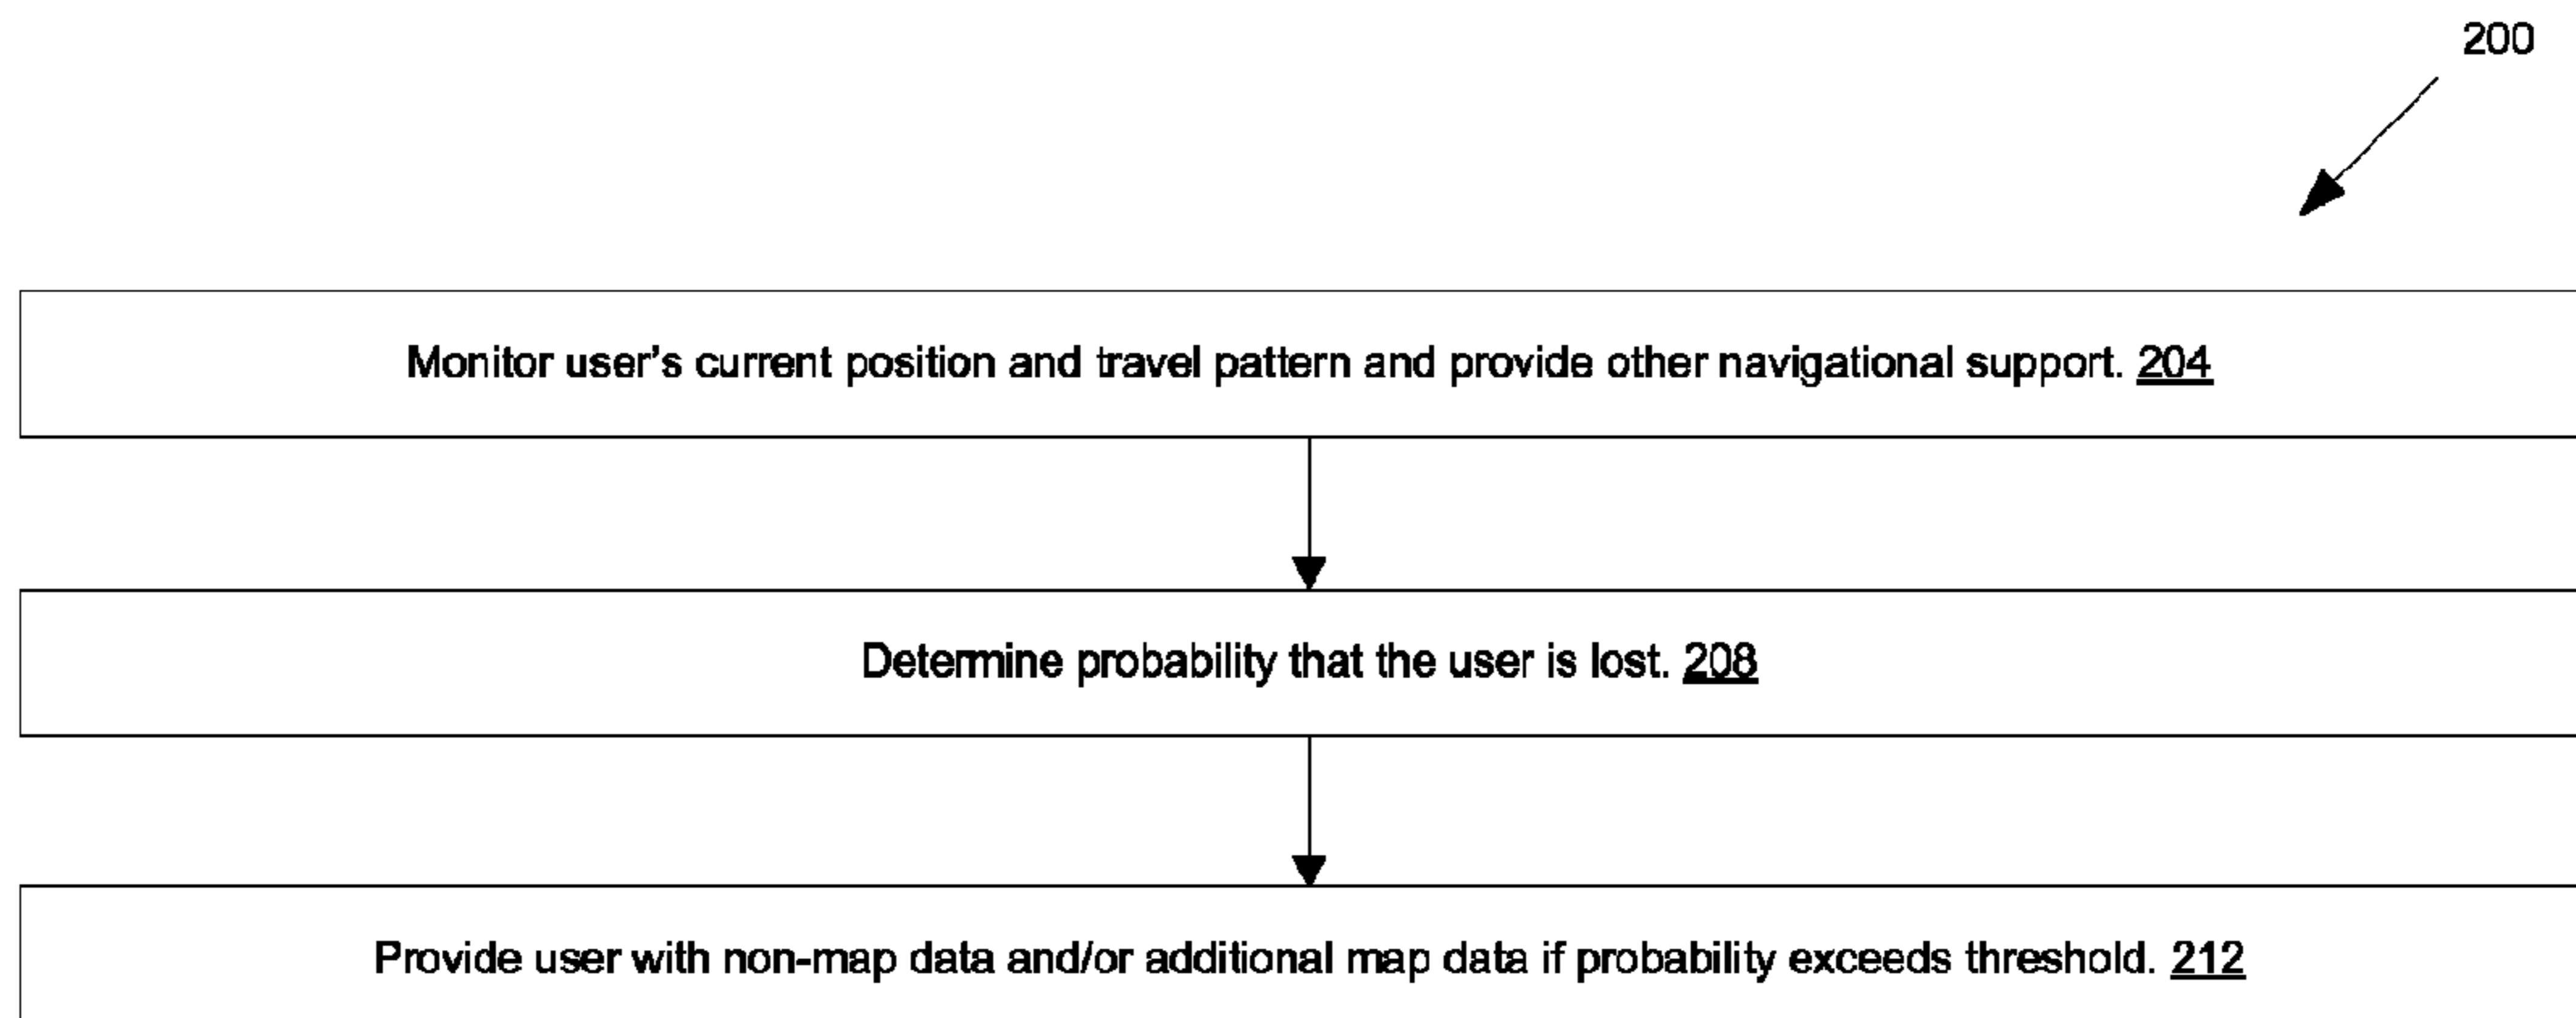 200
Monitor user's current position and travel pattern and provide other navigational support. 204
Determine probability that the user is lost. 208
Provide user with non-map data and/or additional map data if probability exceeds threshold. 212